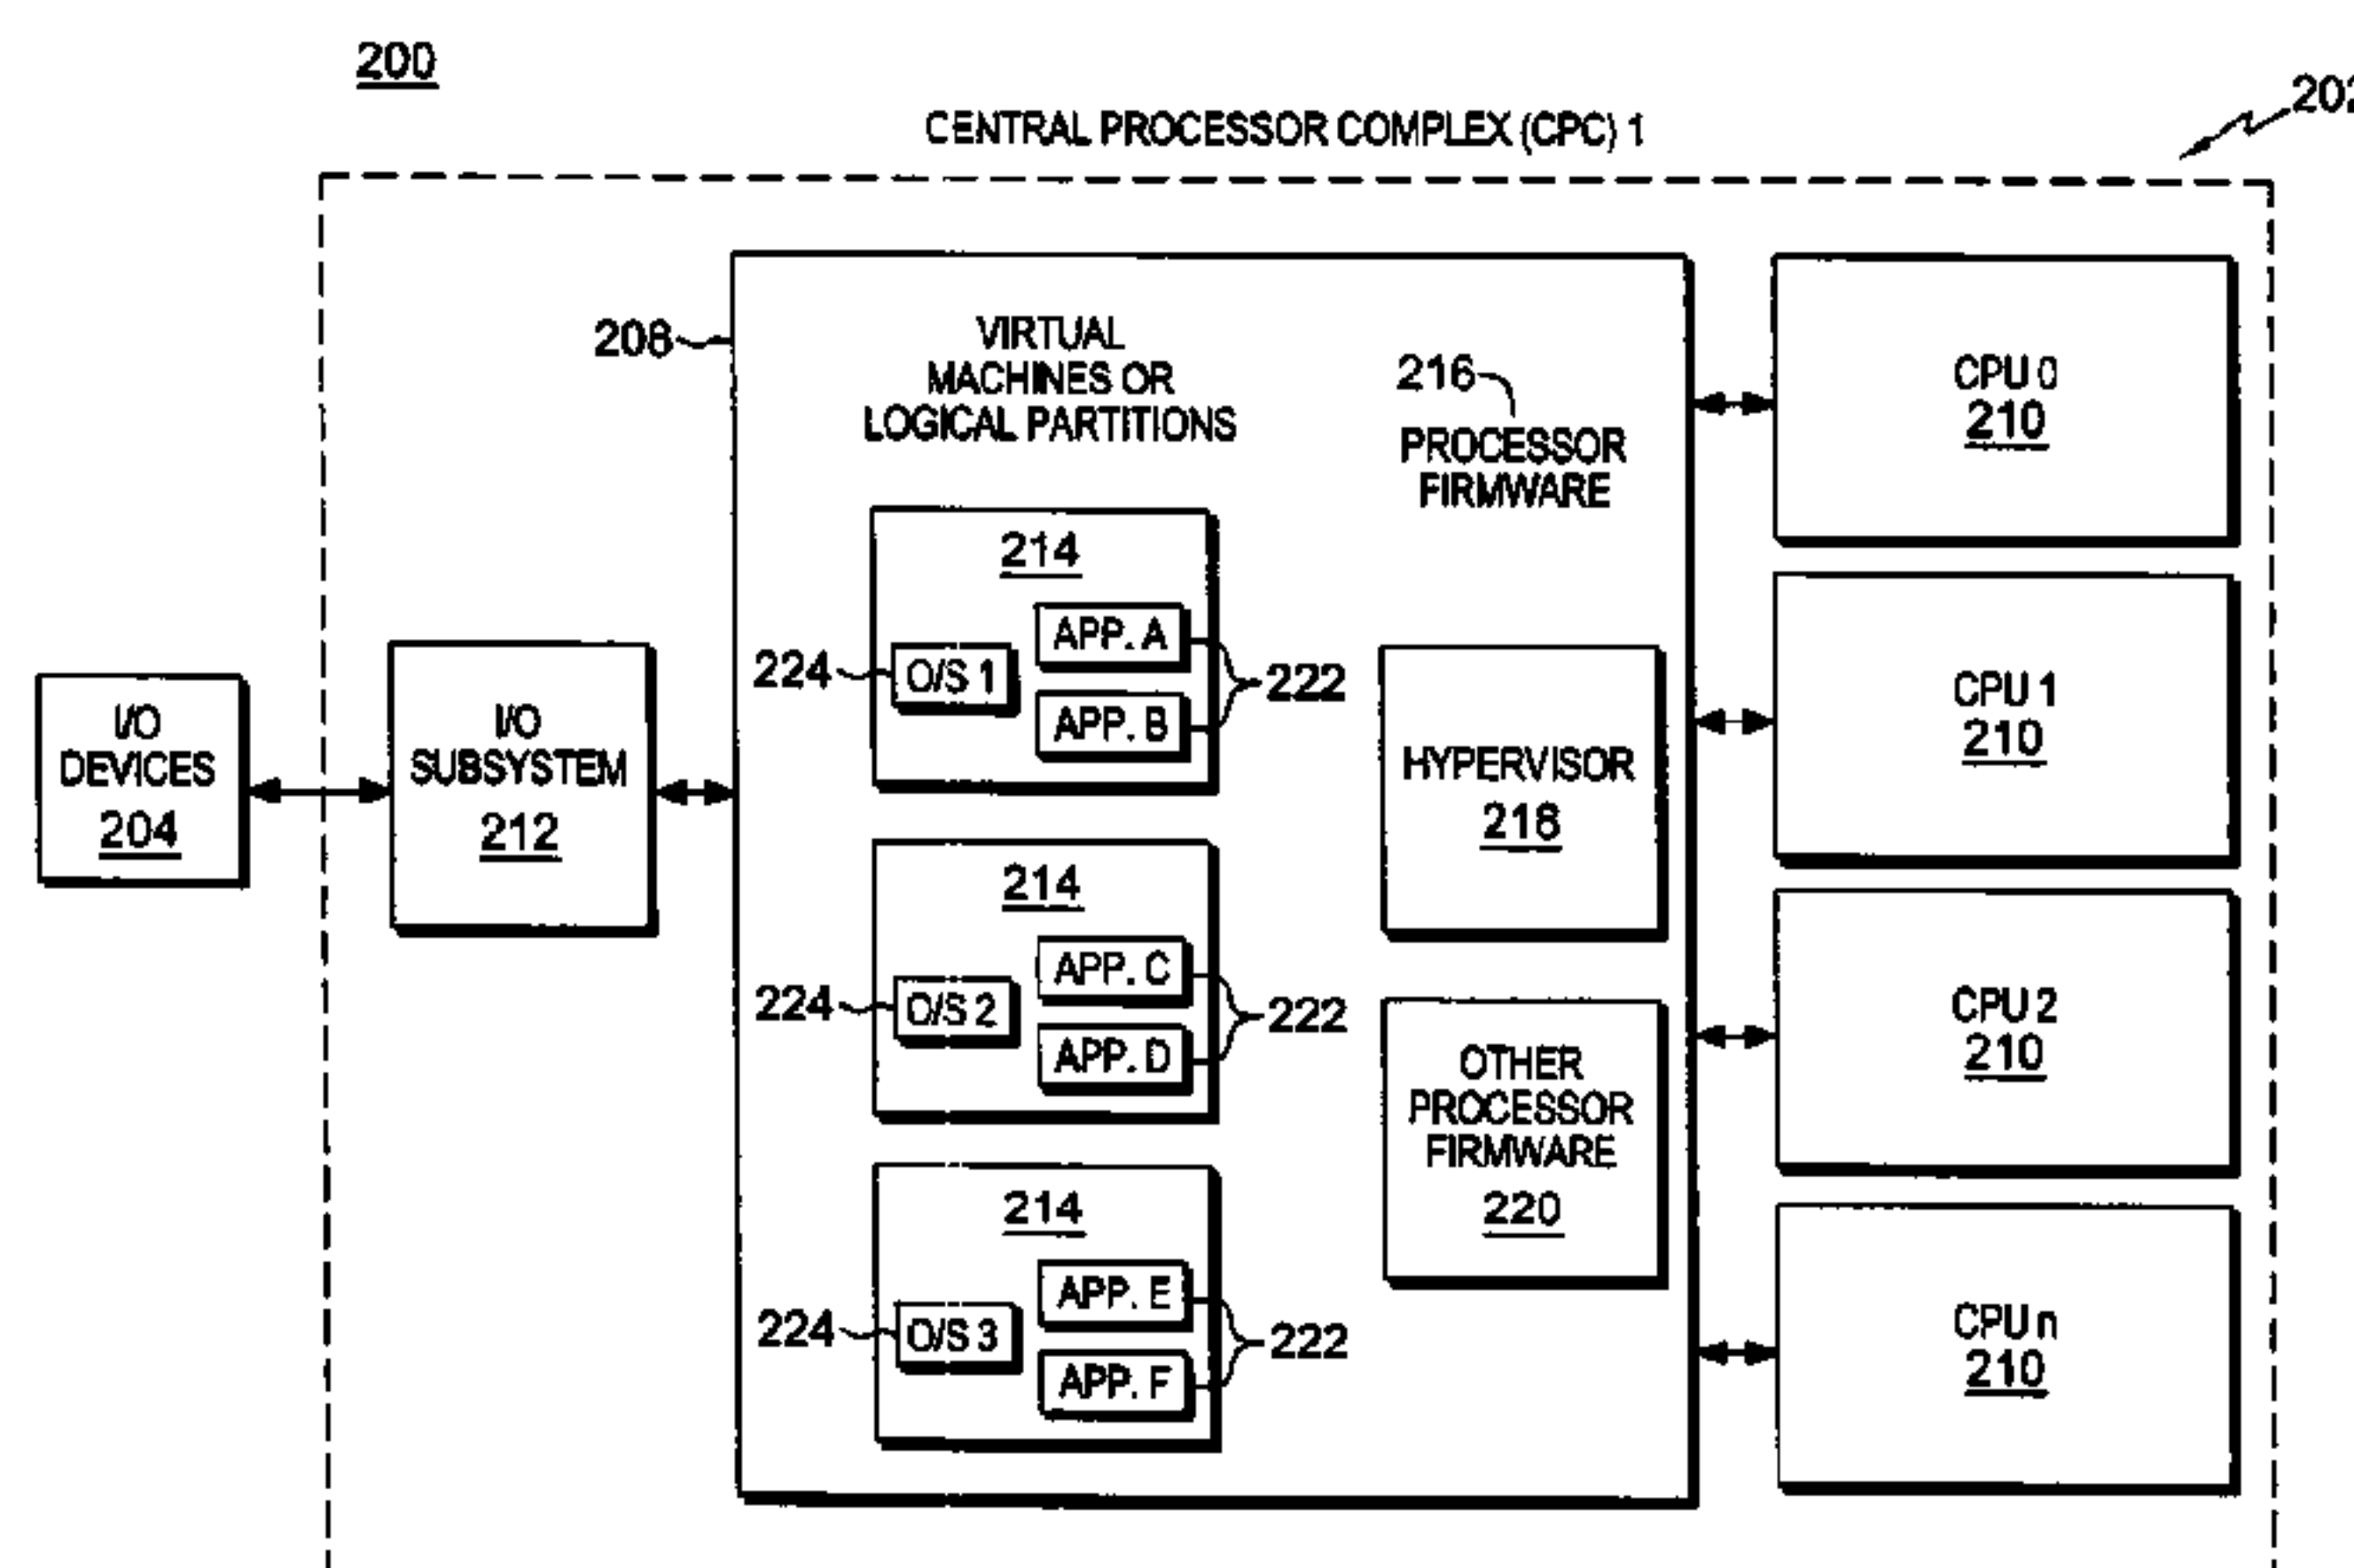 200
CENTRAL PROCESSOR COMPLEX (CPC) 1
202
208
VIRTUAL
MACHINES OR
LOGICAL PARTITIONS
216
PROCESSOR
FIRMWARE
214
224
O/S 1
APP. A
APP. B
222
214
224
O/S 2
APP. C
APP. D
222
214
224
O/S 3
APP. E
APP. F
222
HYPERVISOR
218
OTHER
PROCESSOR
FIRMWARE
220
I/O
DEVICES
204
I/O
SUBSYSTEM
212
CPU 0
210
CPU 1
210
CPU 2
210
CPU n
210